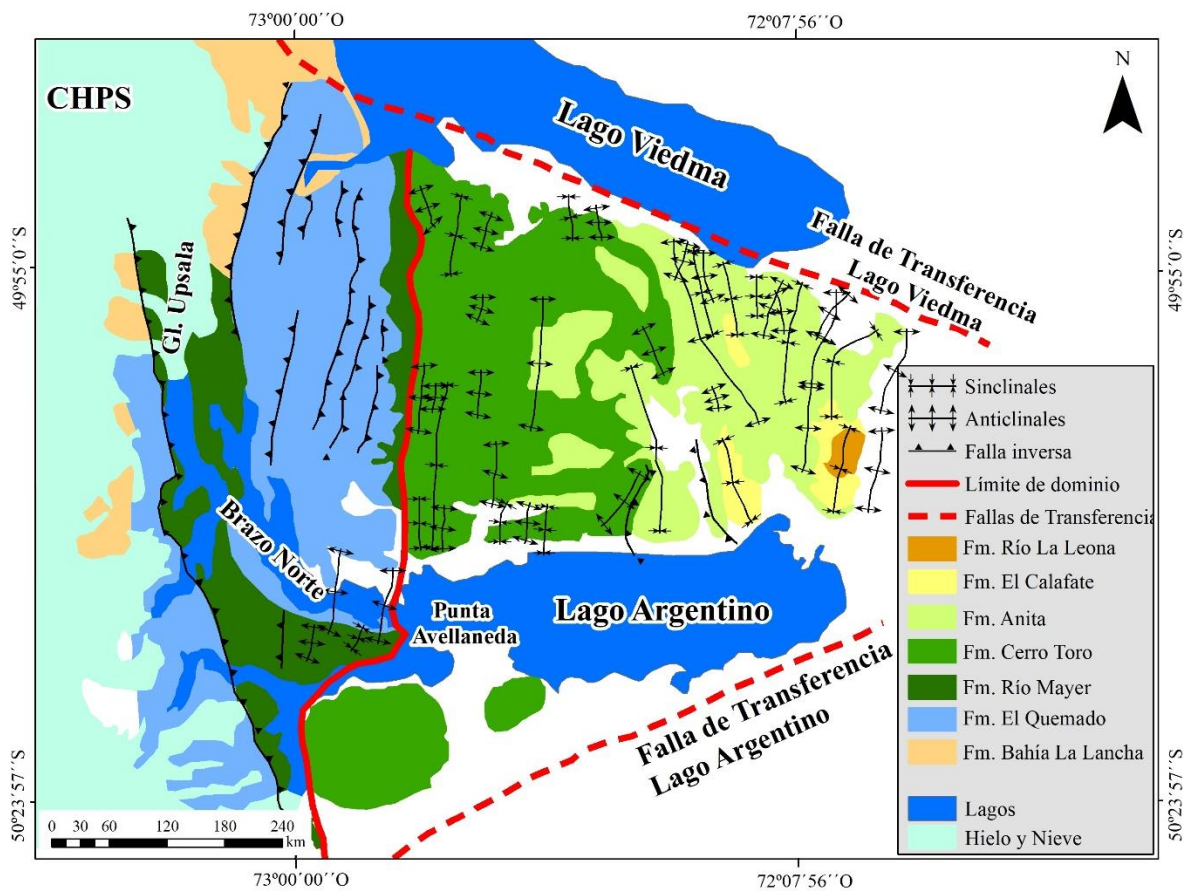 73º00´00´´O
72º07´56´´O
N
CHPS
Lago Viedma
Falla de Transferencia
Lago Viedma
49º55´0´´S
49º55´0´´S
Gl. Upsala
Brazo Norte
Punta
Avellaneda
Lago Argentino
Falla de Transferencia
Lago Argentino
50º23´57´´S
50º23´57´´S
Sinclinales
Anticlinales
Falla inversa
Límite de dominio
Fallas de Transferencia
Fm. Río La Leona
Fm. El Calafate
Fm. Anita
Fm. Cerro Toro
Fm. Río Mayer
Fm. El Quemado
Fm. Bahía La Lancha
Lagos
Hielo y Nieve
0 15 30 60 120 180 240
km
73º00´00´´O
72º07´56´´O